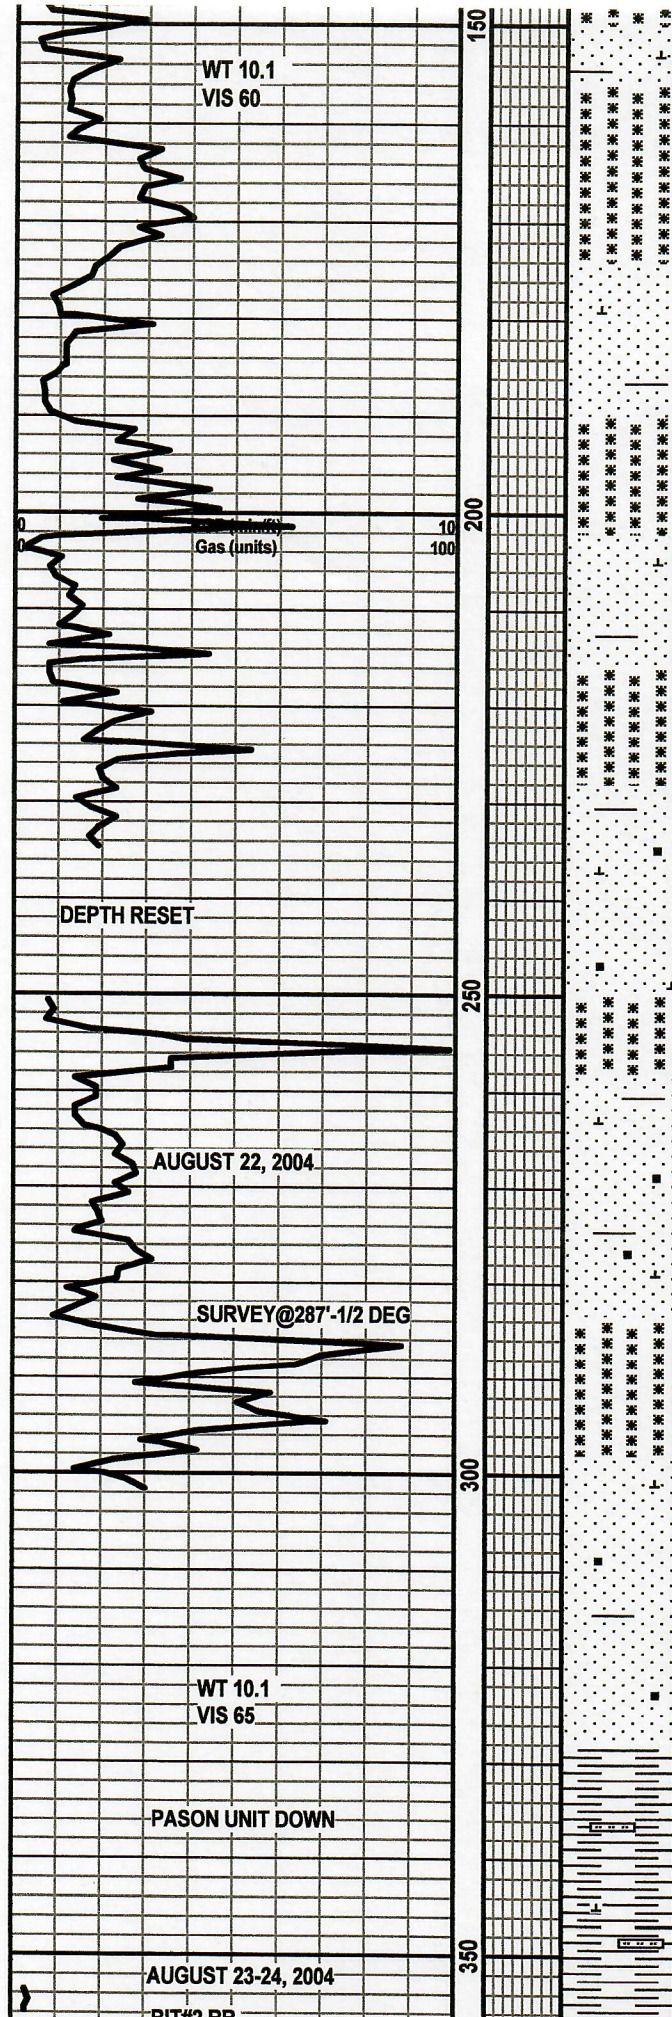 150
WT 10.1
VIS 60
200
0 10
0 Gas (units) 100
DEPTH RESET
250
AUGUST 22, 2004
SURVEY@287'-1/2 DEG
300
WT 10.1
VIS 65
PASON UNIT DOWN
350
AUGUST 23-24, 2004